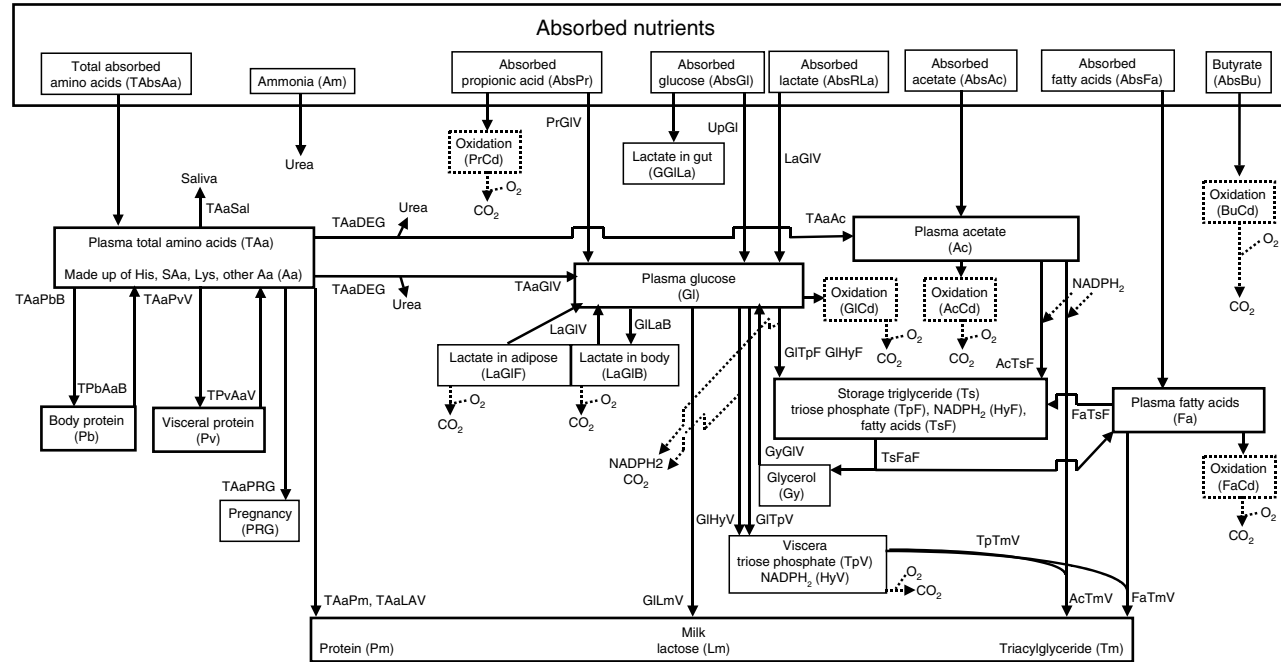 Absorbed nutrients
Total absorbed
amino acids (TAbsAa)
Ammonia (Am)
Absorbed
propionic acid (AbsPr)
Absorbed
glucose (AbsGl)
Absorbed
lactate (AbsRLa)
Absorbed
acetate (AbsAc)
Absorbed
fatty acids (AbsFa)
Butyrate
(AbsBu)
PrGlV
UpGl
LaGlV
Oxidation
(PrCd)
O2
CO2
Lactate in gut
(GGlLa)
Urea
Saliva
TAaSal
Oxidation
(BuCd)
O2
CO2
TAaDEG
Urea
TAaAc
Plasma total amino acids (TAa)
Made up of His, SAa, Lys, other Aa (Aa)
Plasma acetate
(Ac)
TAaDEG
Urea
TAaGlV
Plasma glucose
(Gl)
Oxidation
(GlCd)
O2
CO2
Oxidation
(AcCd)
O2
CO2
NADPH2
TAaPbB
TAaPvV
LaGlV
GlLaB
Lactate in adipose
(LaGlF)
O2
CO2
Lactate in body
(LaGlB)
O2
CO2
GlTpF GlHyF
AcTsF
TPbAaB
TPvAaV
Body protein
(Pb)
Visceral protein
(Pv)
Storage triglyceride (Ts)
triose phosphate (TpF), NADPH2 (HyF),
fatty acids (TsF)
FaTsF
Plasma fatty acids
(Fa)
NADPH2
CO2
GyGlV
TsFaF
Glycerol
(Gy)
Oxidation
(FaCd)
O2
CO2
TAaPRG
Pregnancy
(PRG)
GlHyV
GlTpV
Viscera
triose phosphate (TpV)
NADPH2 (HyV)
TpTmV
O2
CO2
TAaPm, TAaLAV
GlLmV
AcTmV
FaTmV
Milk
Protein (Pm)
lactose (Lm)
Triacylglyceride (Tm)